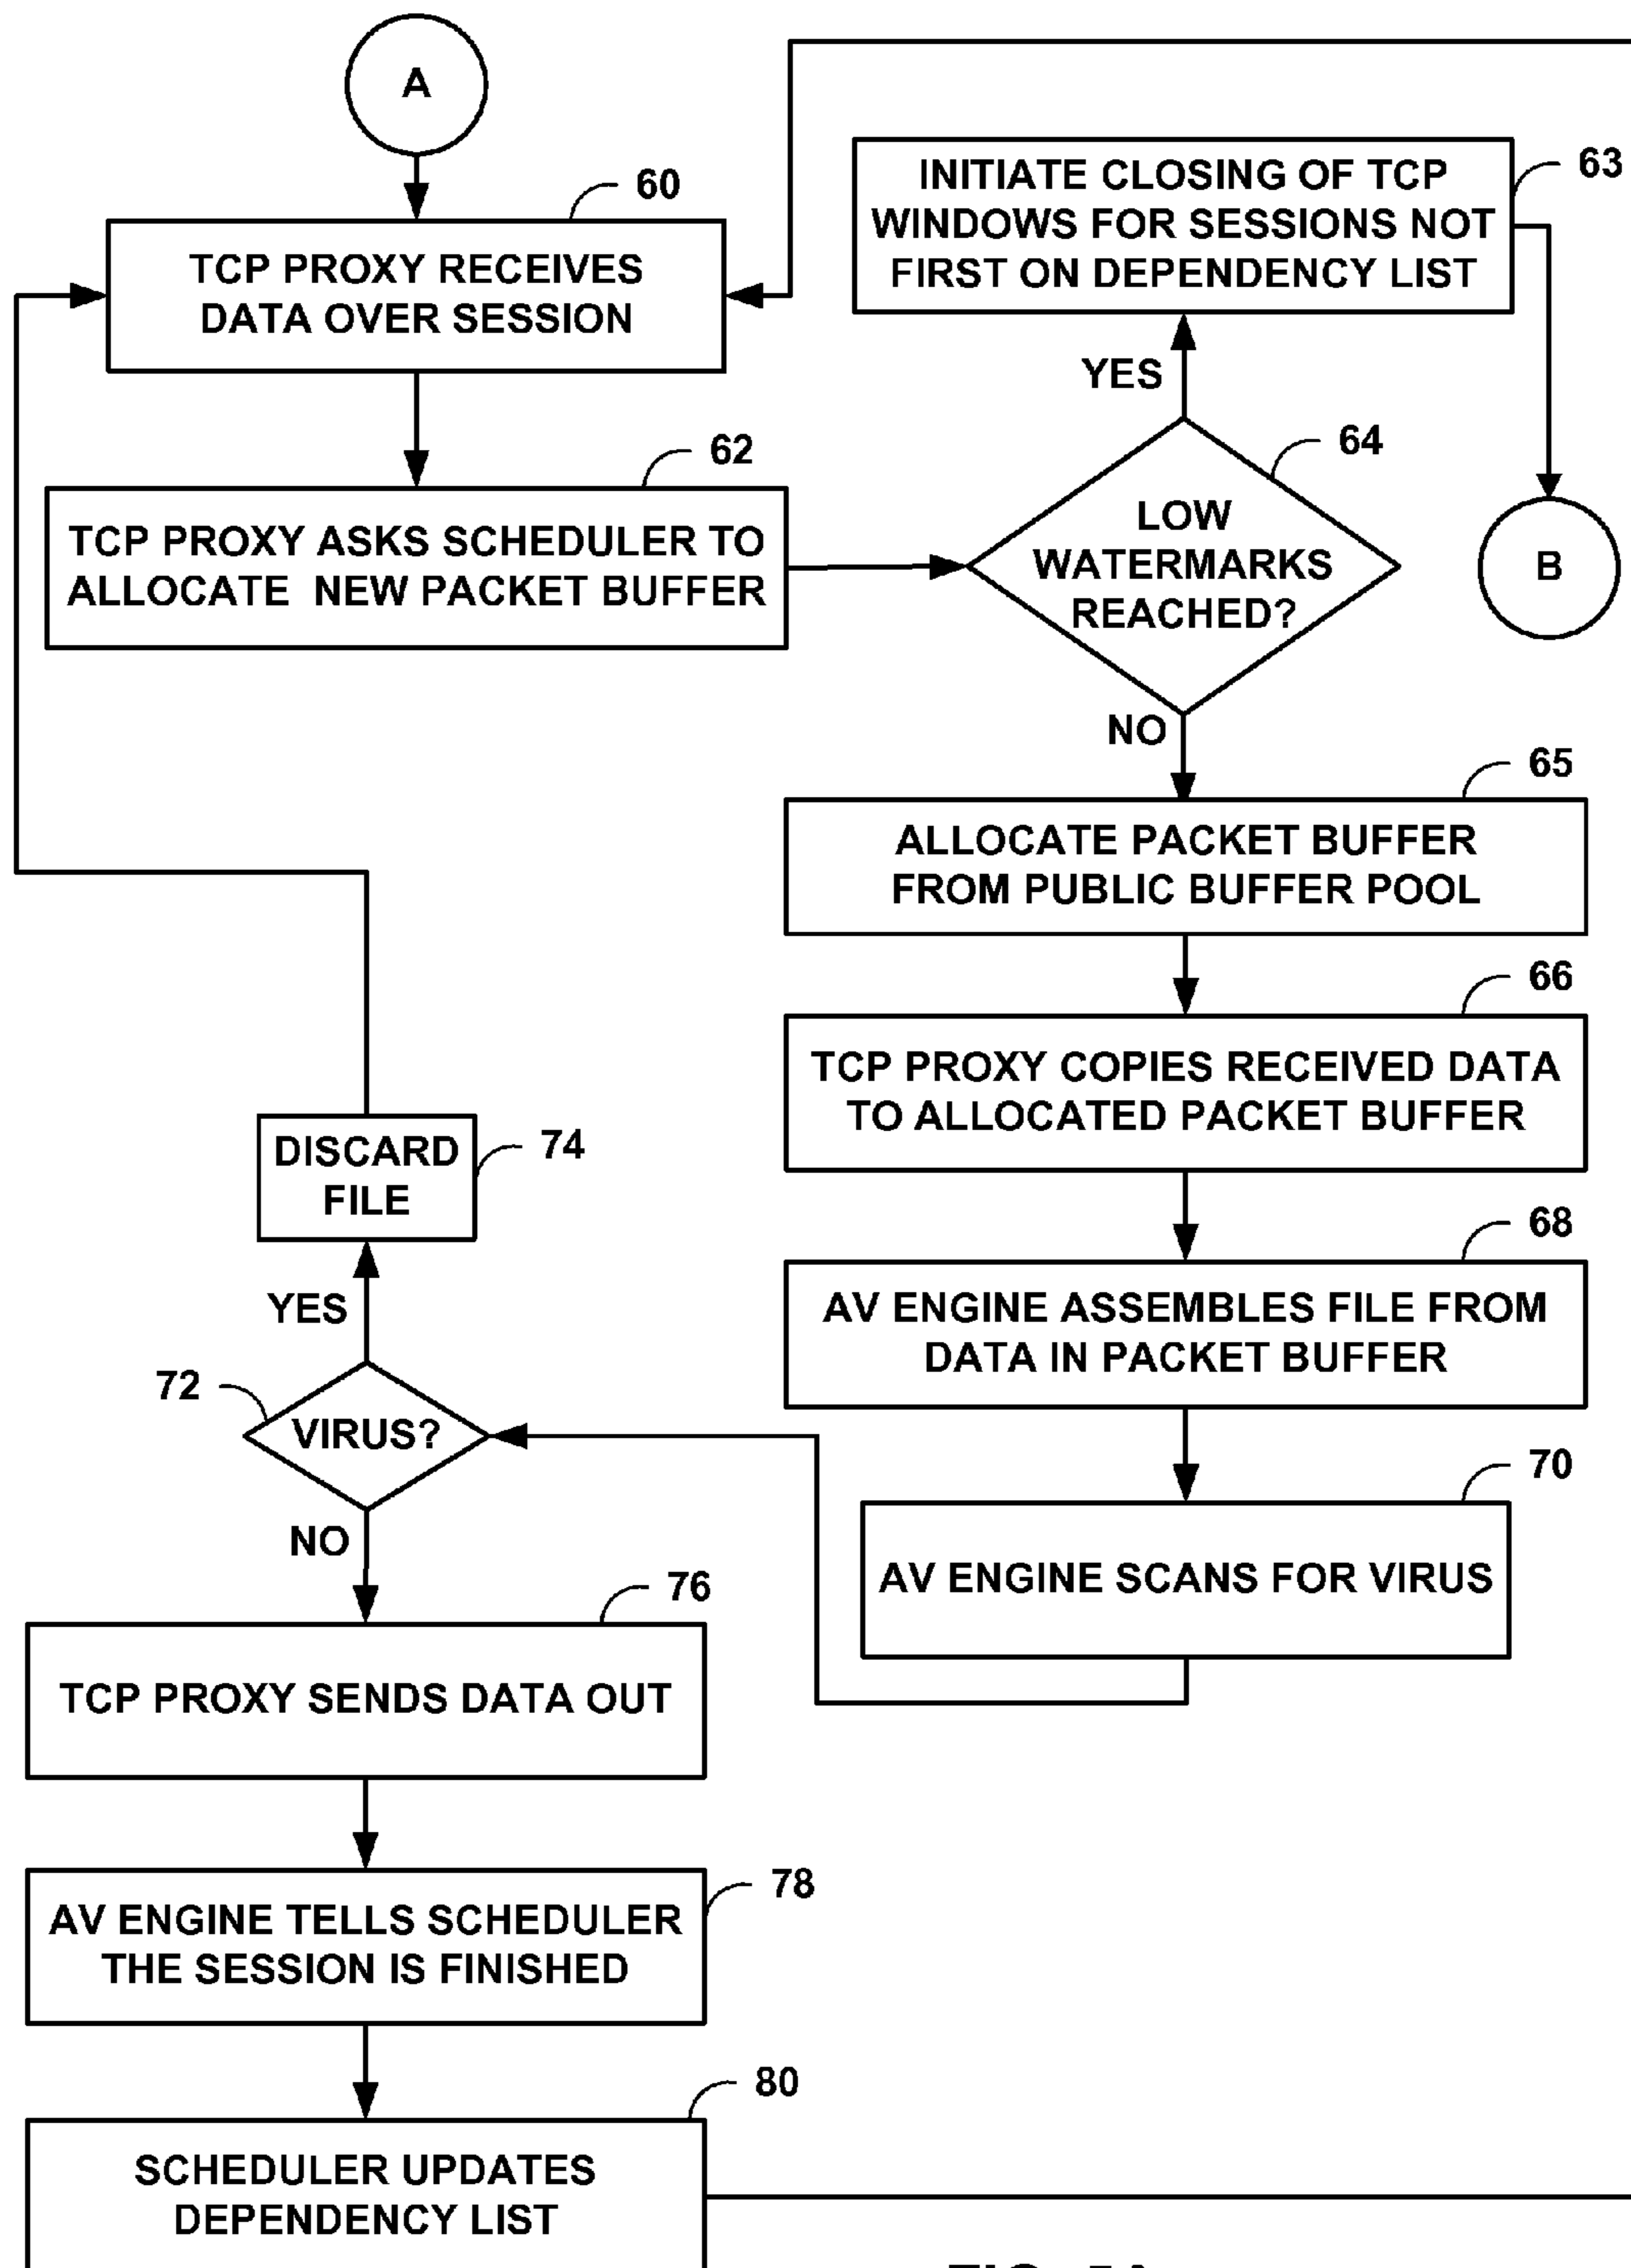 A
60
TCP PROXY RECEIVES
DATA OVER SESSION
62
TCP PROXY ASKS SCHEDULER TO
ALLOCATE NEW PACKET BUFFER
63
INITIATE CLOSING OF TCP
WINDOWS FOR SESSIONS NOT
FIRST ON DEPENDENCY LIST
YES
64
LOW
WATERMARKS
REACHED?
B
NO
65
ALLOCATE PACKET BUFFER
FROM PUBLIC BUFFER POOL
66
TCP PROXY COPIES RECEIVED DATA
TO ALLOCATED PACKET BUFFER
68
AV ENGINE ASSEMBLES FILE FROM
DATA IN PACKET BUFFER
70
AV ENGINE SCANS FOR VIRUS
74
DISCARD
FILE
YES
72
VIRUS?
NO
76
TCP PROXY SENDS DATA OUT
78
AV ENGINE TELLS SCHEDULER
THE SESSION IS FINISHED
80
SCHEDULER UPDATES
DEPENDENCY LIST